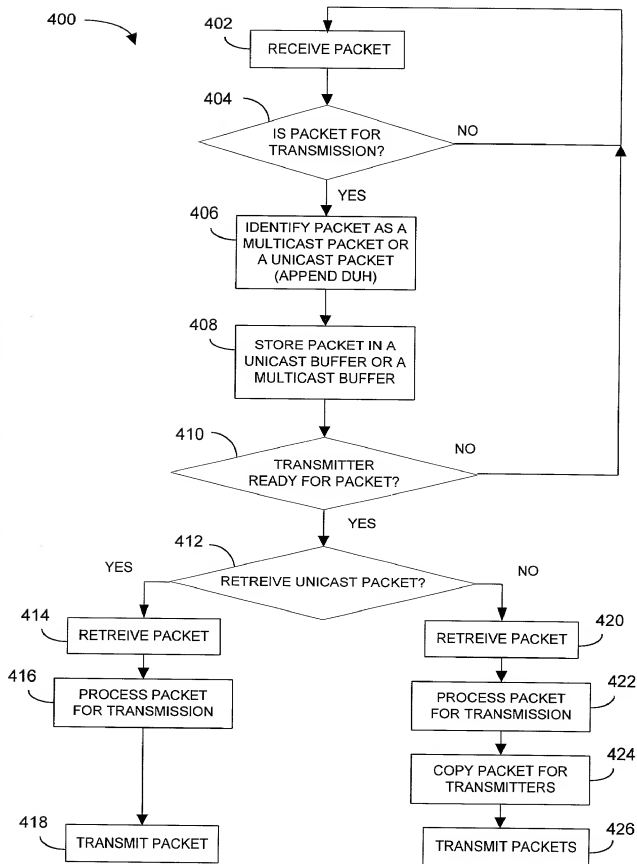 400
402
RECEIVE PACKET
404
IS PACKET FOR
TRANSMISSION?
NO
YES
406
IDENTIFY PACKET AS A
MULTICAST PACKET OR
A UNICAST PACKET
(APPEND DUH)
408
STORE PACKET IN A
UNICAST BUFFER OR A
MULTICAST BUFFER
410
TRANSMITTER
READY FOR PACKET?
NO
YES
412
RETREIVE UNICAST PACKET?
YES
NO
414
RETREIVE PACKET
416
PROCESS PACKET
FOR TRANSMISSION
418
TRANSMIT PACKET
RETREIVE PACKET
420
PROCESS PACKET
FOR TRANSMISSION
422
COPY PACKET FOR
TRANSMITTERS
424
TRANSMIT PACKETS
426